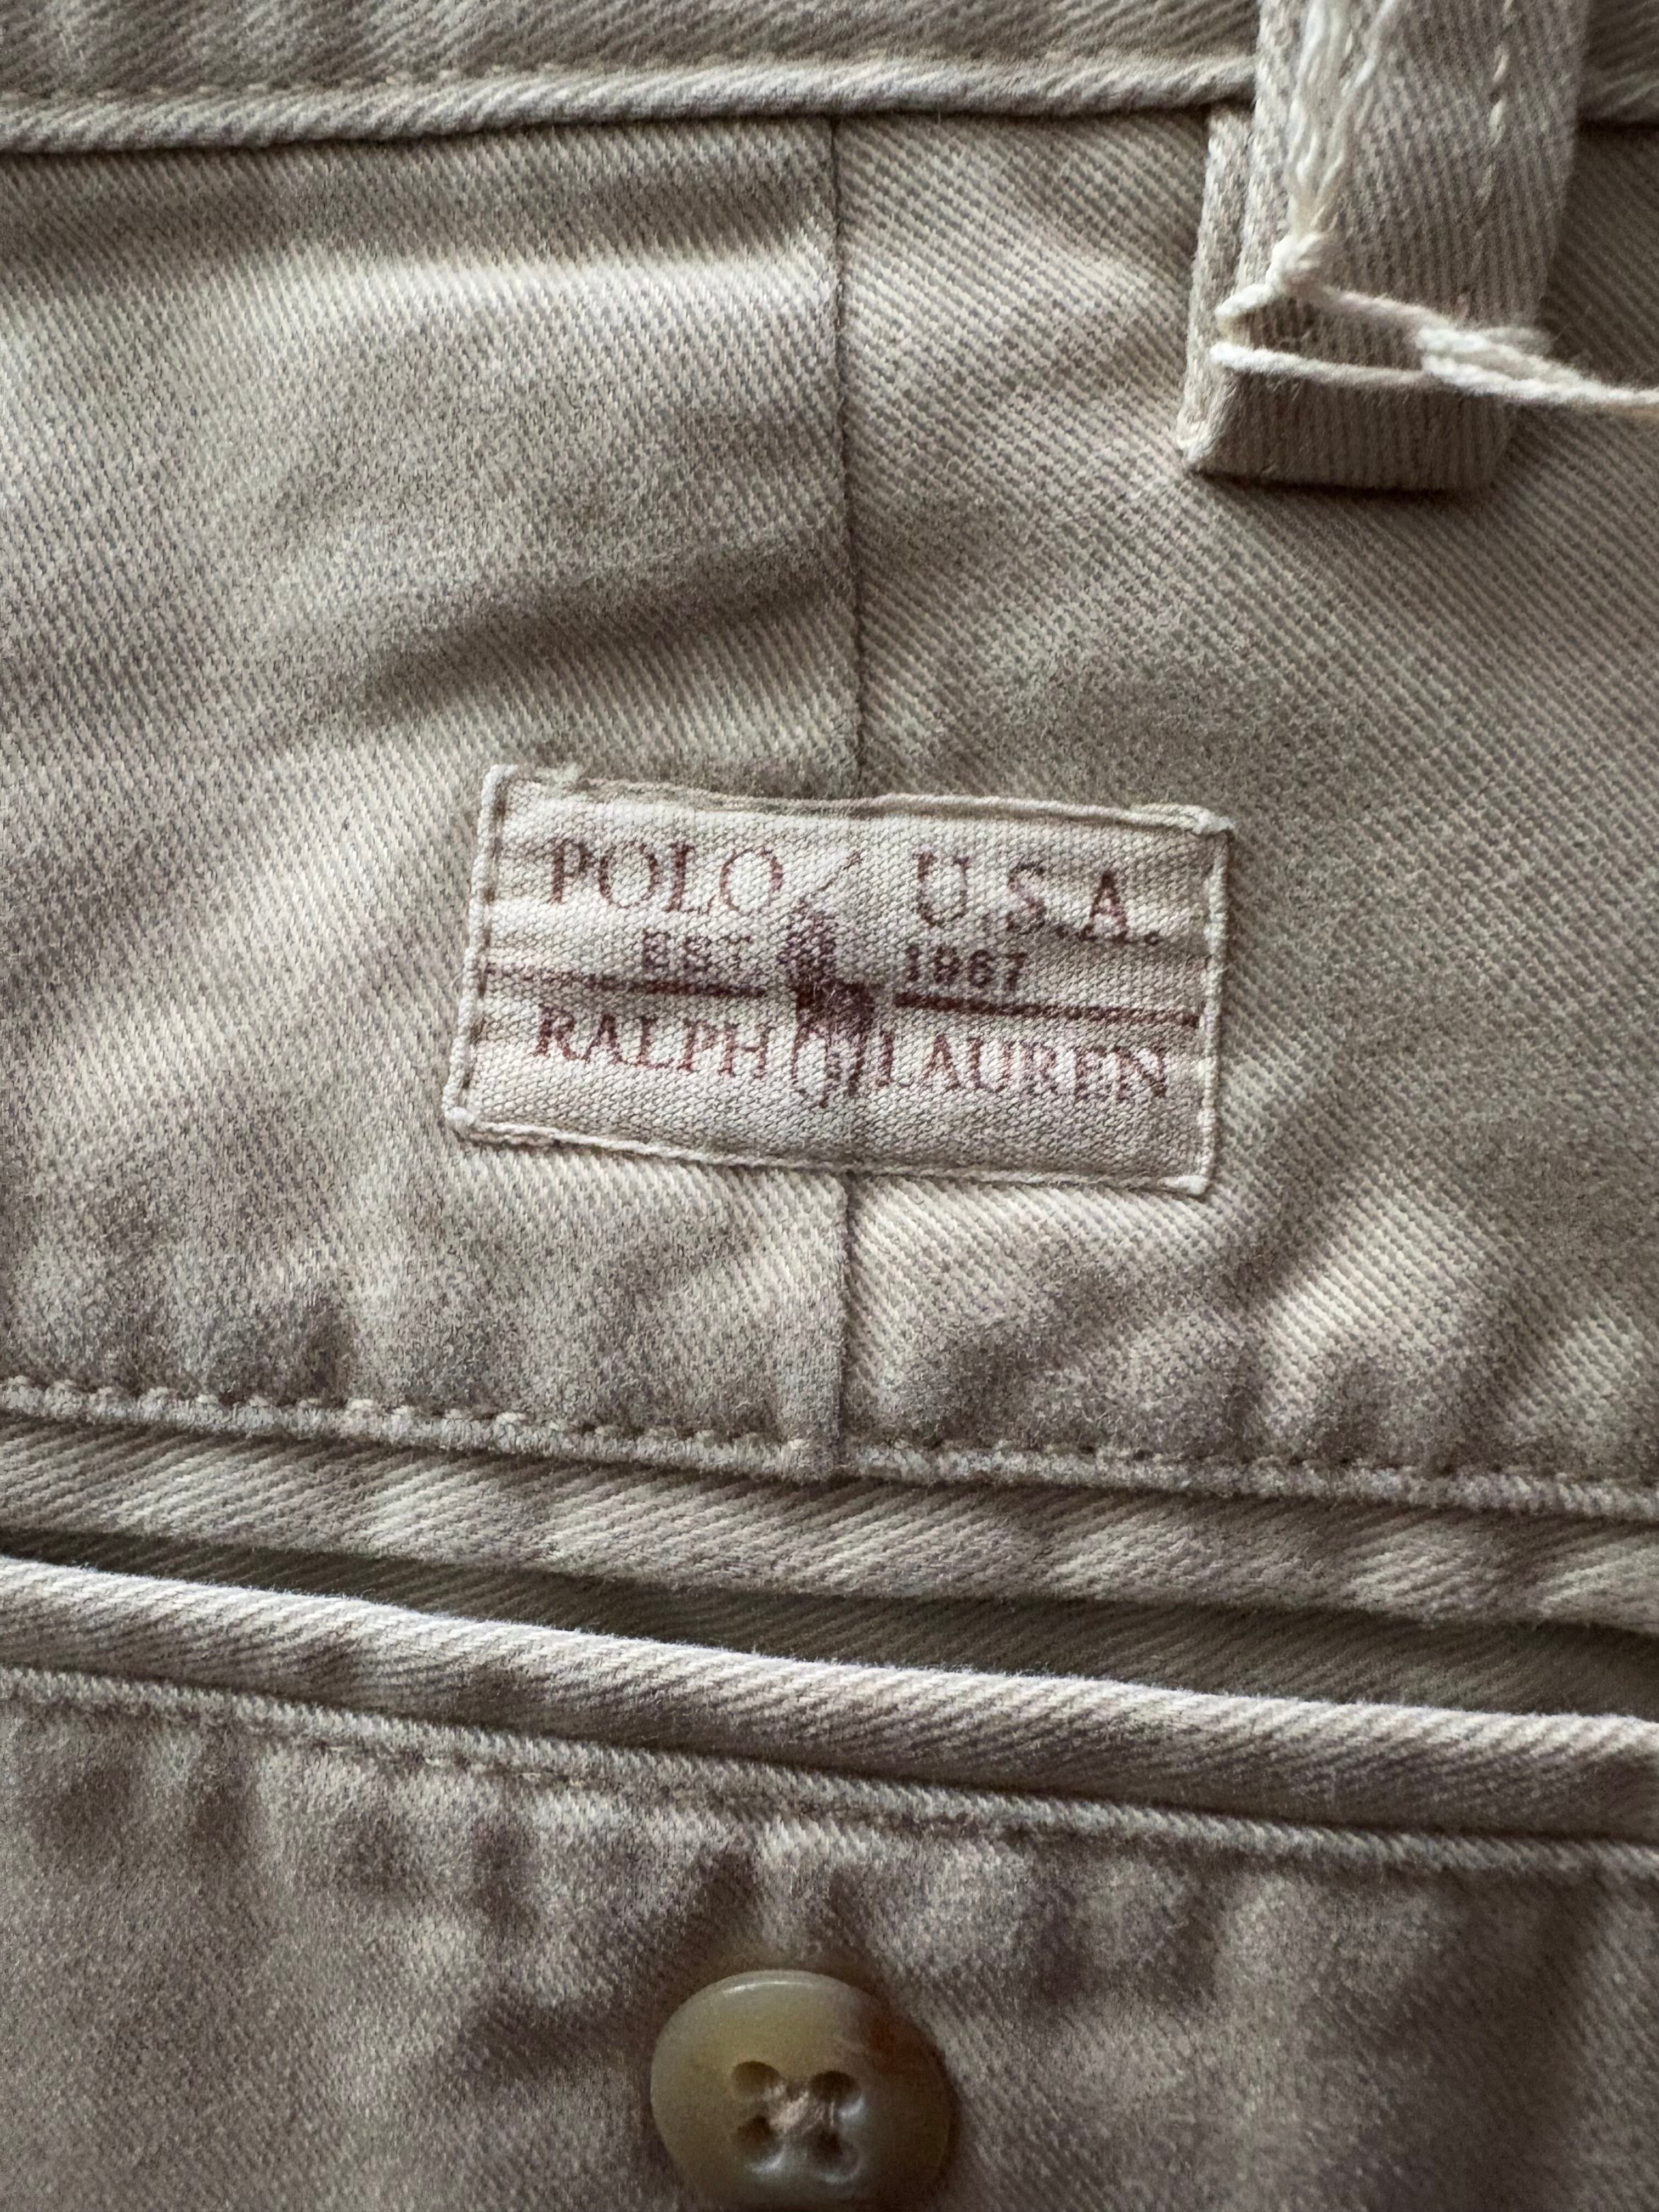 POLO U.S.A.
EST 1967
RALPH LAUREN